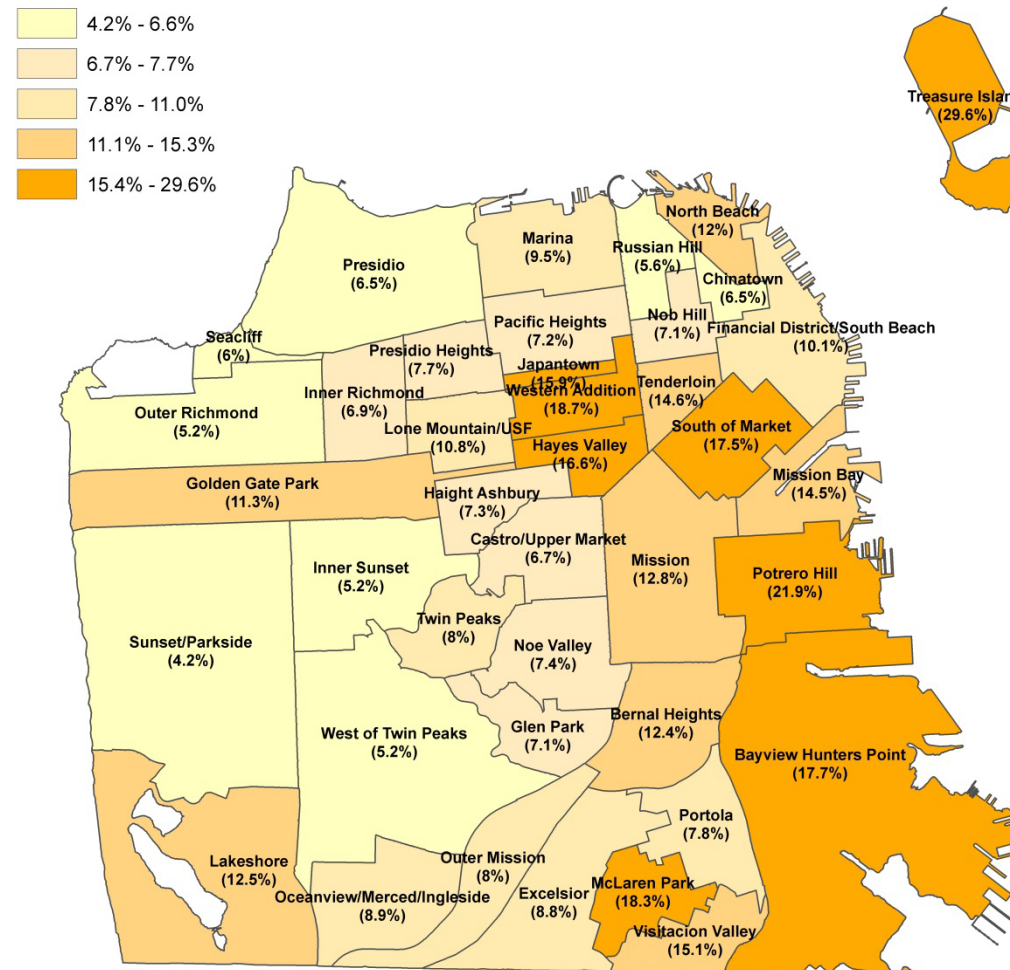 4.2% - 6.6%
6.7% - 7.7%
7.8% - 11.0%
11.1% - 15.3%
15.4% - 29.6%
Treasure Islan
(29.6%)
North Beach
(12%)
Marina
(9.5%)
Russian Hill
(5.6%)
Presidio
(6.5%)
Chinatown
(6.5%)
Nob Hill
(7.1%)
Financial District/South Beach
(10.1%)
Pacific Heights
(7.2%)
Seacliff
(6%)
Presidio Heights
(7.7%)
Japantown
(15.9%)
Inner Richmond
(6.9%)
Western Addition
(18.7%)
Tenderloin
(14.6%)
Outer Richmond
(5.2%)
Lone Mountain/USF
(10.8%)
South of Market
(17.5%)
Hayes Valley
(16.6%)
Golden Gate Park
(11.3%)
Haight Ashbury
(7.3%)
Mission Bay
(14.5%)
Castro/Upper Market
(6.7%)
Mission
(12.8%)
Inner Sunset
(5.2%)
Potrero Hill
(21.9%)
Twin Peaks
(8%)
Sunset/Parkside
(4.2%)
Noe Valley
(7.4%)
Glen Park
(7.1%)
Bernal Heights
(12.4%)
West of Twin Peaks
(5.2%)
Bayview Hunters Point
(17.7%)
Portola
(7.8%)
Lakeshore
(12.5%)
Outer Mission
(8%)
Oceanview/Merced/Ingleside
(8.9%)
Excelsior
(8.8%)
McLaren Park
(18.3%)
Visitacion Valley
(15.1%)